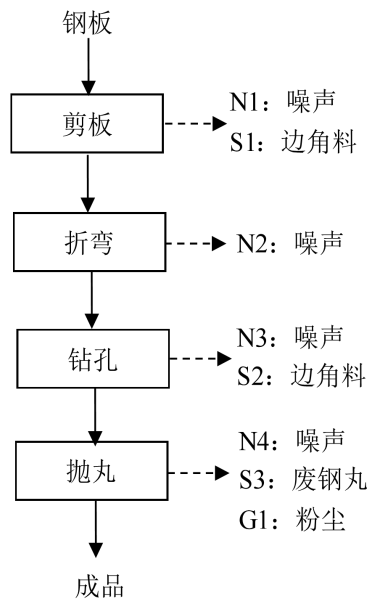 钢板
剪板
N1：噪声
S1：边角料
折弯
N2：噪声
钻孔
N3：噪声
S2：边角料
抛丸
N4：噪声
S3：废钢丸
G1：粉尘
成品